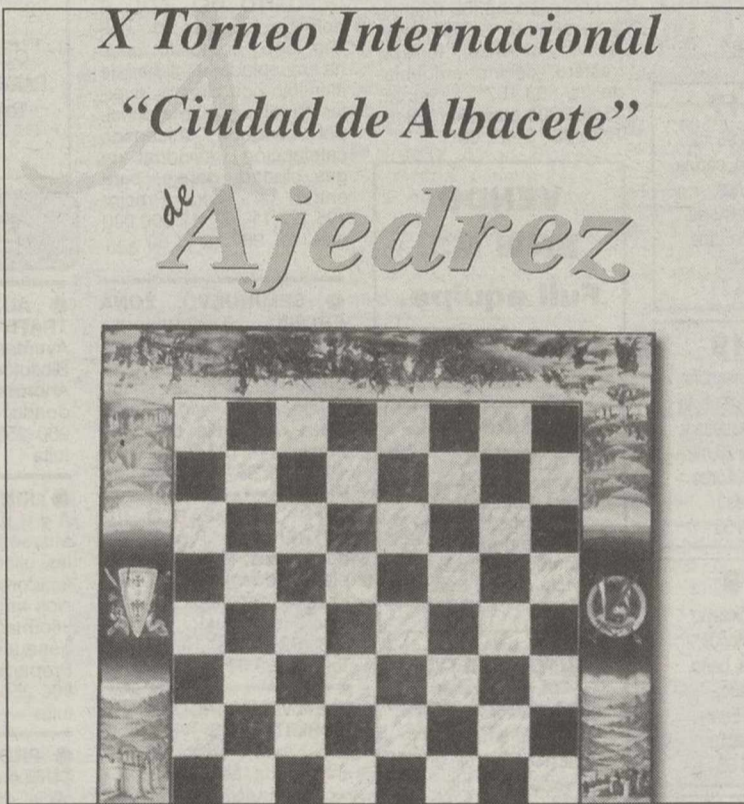 X Torneo Internacional
“Ciudad de Albacete”
de Ajedrez